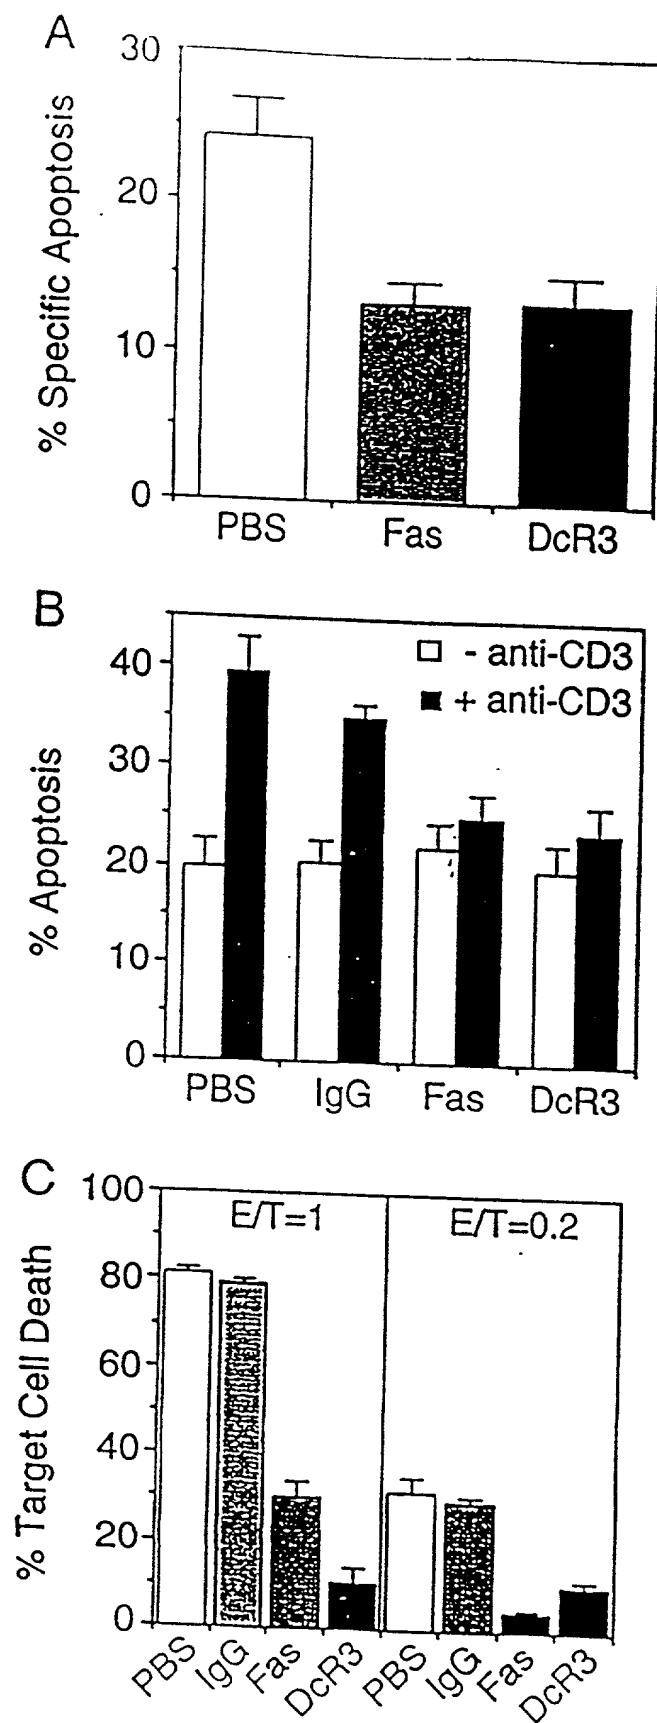 A
30
20
10
0
% Specific Apoptosis
PBS Fas DcR3
B
- anti-CD3
+ anti-CD3
40
30
20
10
0
% Apoptosis
PBS IgG Fas DcR3
C
E/T=1 E/T=0.2
100
80
60
40
20
0
% Target Cell Death
PBS IgG Fas DcR3 PBS IgG Fas DcR3